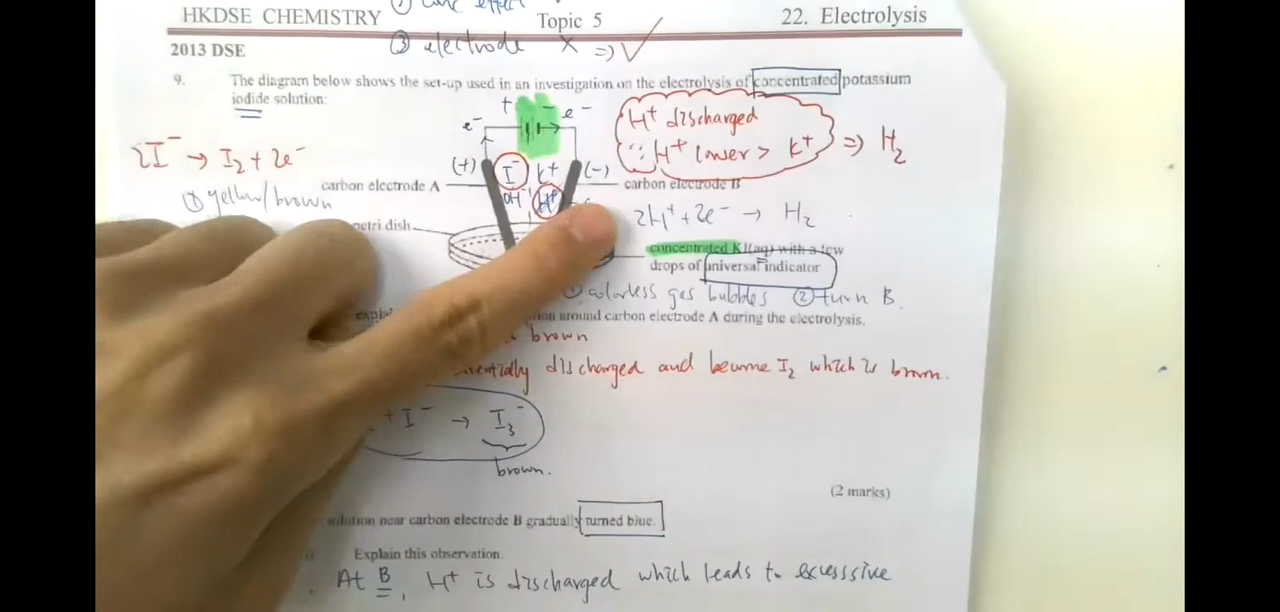 HKDSE CHEMISTRY Topic 5 22. Electrolysis
2013 DSE
③ electrode X ⇒ ✓
9. The diagram below shows the set-up used in an investigation on the electrolysis of concentrated potassium
iodide solution:
+ − e⁻
e⁻
H⁺ discharged
∵ H⁺ lower > K⁺ ⇒ H₂
2I⁻ → I₂ + 2e⁻
(+) I⁻ K⁺ (−)
carbon electrode A carbon electrode B
① yellow/brown OH⁻ H⁺
2H⁺ + 2e⁻ → H₂
petri dish
concentrated KI(aq) with a few
drops of universal indicator
① colorless gas bubbles ② turn B.
around carbon electrode A during the electrolysis.
brown
discharged and become I₂ which is brown.
+ I⁻ → I₃⁻
brown.
(2 marks)
solution near carbon electrode B gradually turned blue.
Explain this observation
At B, H⁺ is discharged which leads to excesssive